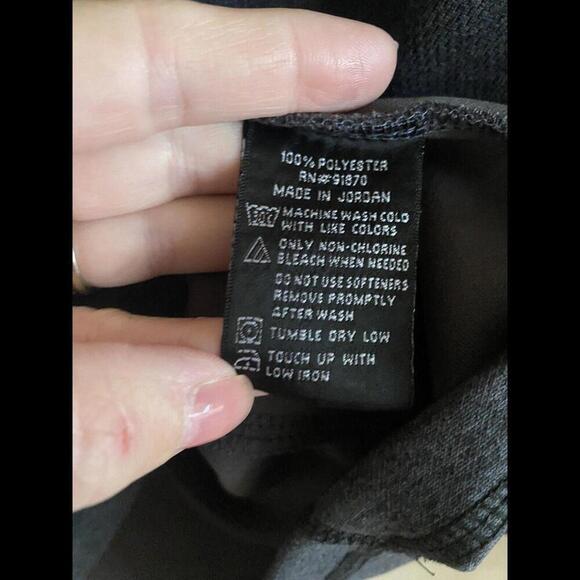 100% POLYESTER
RN#91870
MADE IN JORDAN
MACHINE WASH COLD
WITH LIKE COLORS
ONLY NON-CHLORINE
BLEACH WHEN NEEDED
DO NOT USE SOFTENERS
REMOVE PROMPTLY
AFTER WASH
TUMBLE DRY LOW
TOUCH UP WITH
LOW IRON